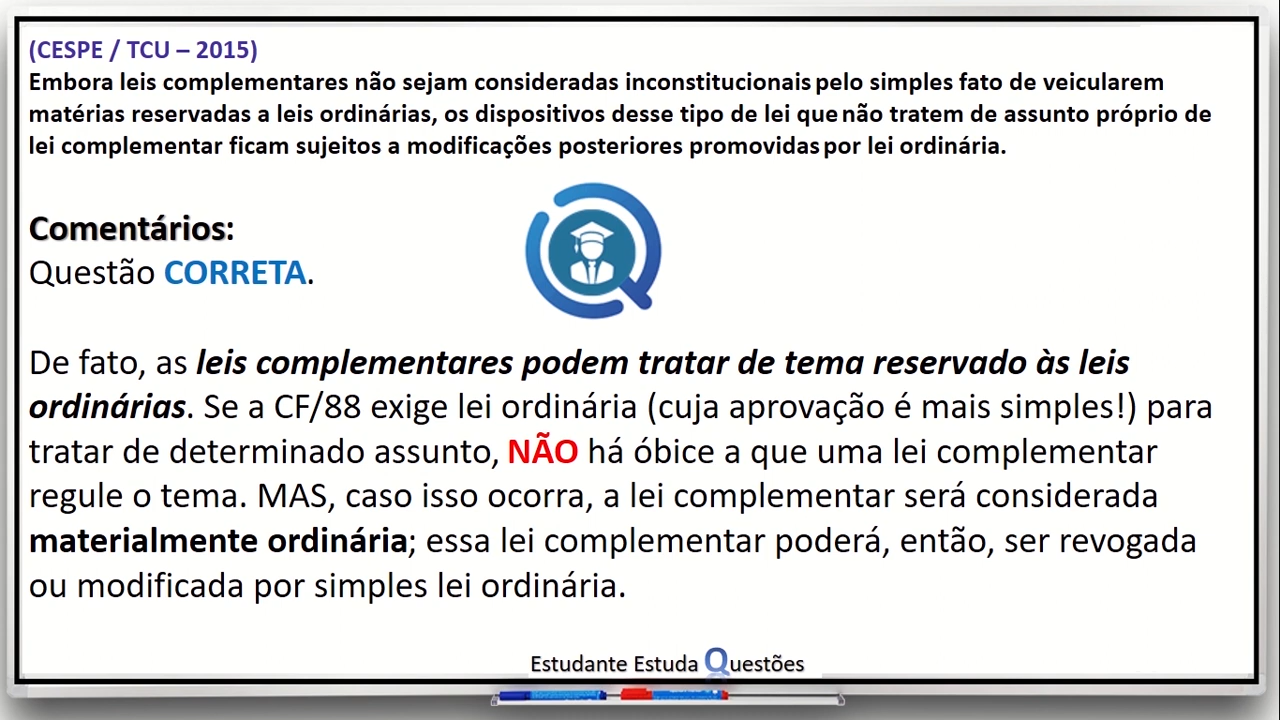 (CESPE / TCU – 2015)
Embora leis complementares não sejam consideradas inconstitucionais pelo simples fato de veicularem
matérias reservadas a leis ordinárias, os dispositivos desse tipo de lei que não tratem de assunto próprio de
lei complementar ficam sujeitos a modificações posteriores promovidas por lei ordinária.
Comentários:
Questão CORRETA.
De fato, as leis complementares podem tratar de tema reservado às leis
ordinárias. Se a CF/88 exige lei ordinária (cuja aprovação é mais simples!) para
tratar de determinado assunto, NÃO há óbice a que uma lei complementar
regule o tema. MAS, caso isso ocorra, a lei complementar será considerada
materialmente ordinária; essa lei complementar poderá, então, ser revogada
ou modificada por simples lei ordinária.
Estudante Estuda Questões